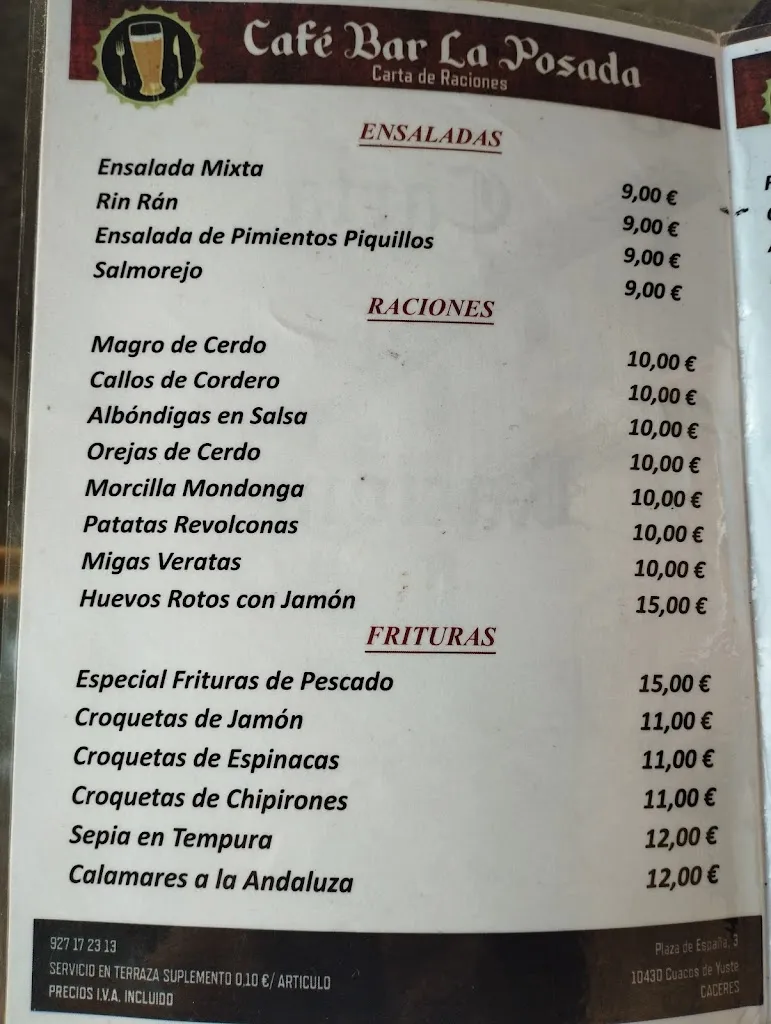 Café Bar La Posada
Carta de Raciones
ENSALADAS
Ensalada Mixta 9,00 €
Rin Rán 9,00 €
Ensalada de Pimientos Piquillos 9,00 €
Salmorejo 9,00 €
RACIONES
Magro de Cerdo 10,00 €
Callos de Cordero 10,00 €
Albóndigas en Salsa 10,00 €
Orejas de Cerdo 10,00 €
Morcilla Mondonga 10,00 €
Patatas Revolconas 10,00 €
Migas Veratas 10,00 €
Huevos Rotos con Jamón 15,00 €
FRITURAS
Especial Frituras de Pescado 15,00 €
Croquetas de Jamón 11,00 €
Croquetas de Espinacas 11,00 €
Croquetas de Chipirones 11,00 €
Sepia en Tempura 12,00 €
Calamares a la Andaluza 12,00 €
927 17 23 13
SERVICIO EN TERRAZA SUPLEMENTO 0,10 €/ ARTICULO
PRECIOS I.V.A. INCLUIDO
Plaza de España, 3
10430 Cuacos de Yuste
CACERES